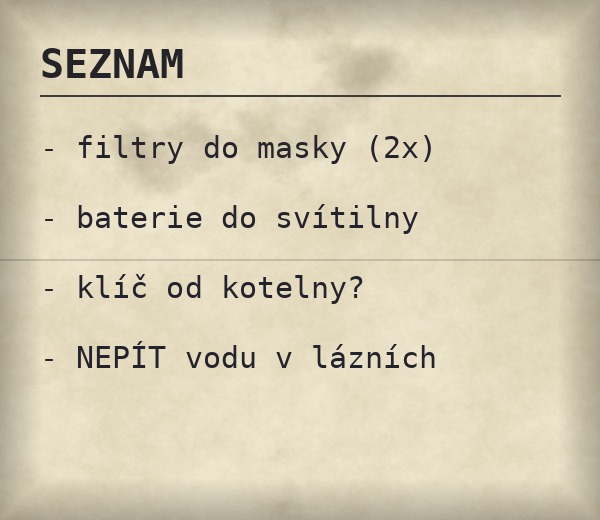 SEZNAM
- filtry do masky (2x)
- baterie do svítilny
- klíč od kotelny?
- NEPÍT vodu v lázních